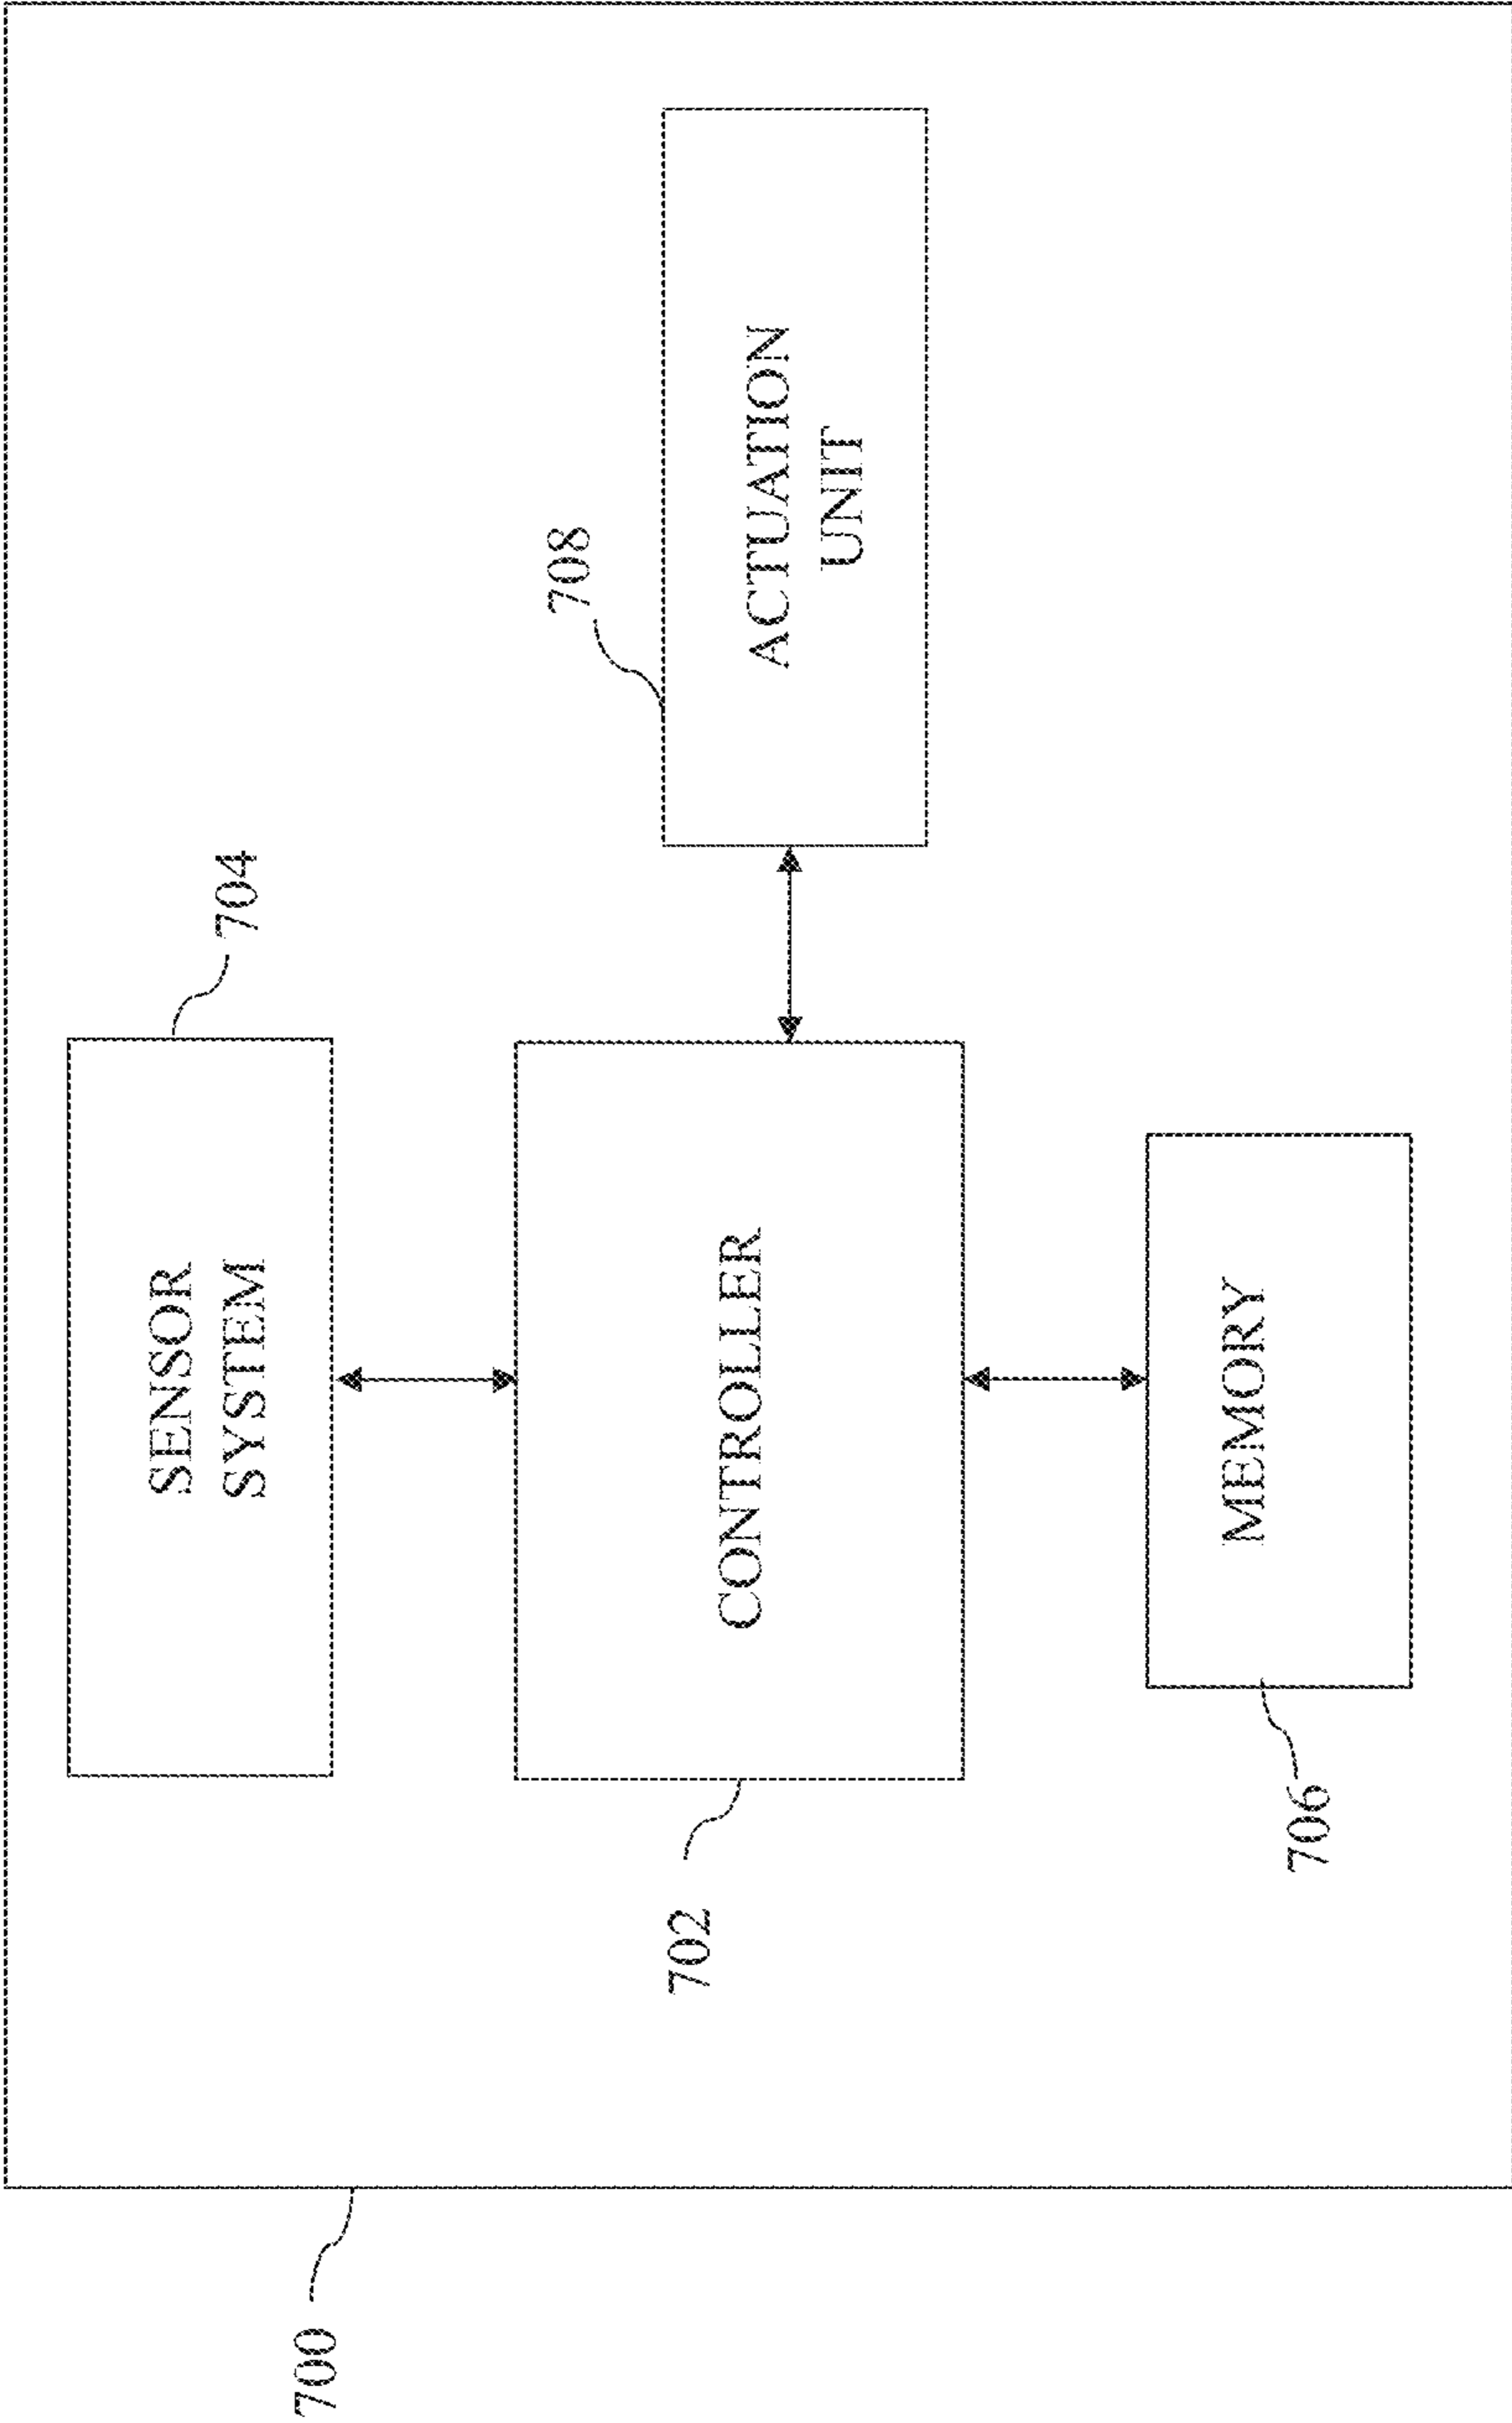 700
SENSOR
SYSTEM
704
702
CONTROLLER
708
ACTUATION
UNIT
706
MEMORY